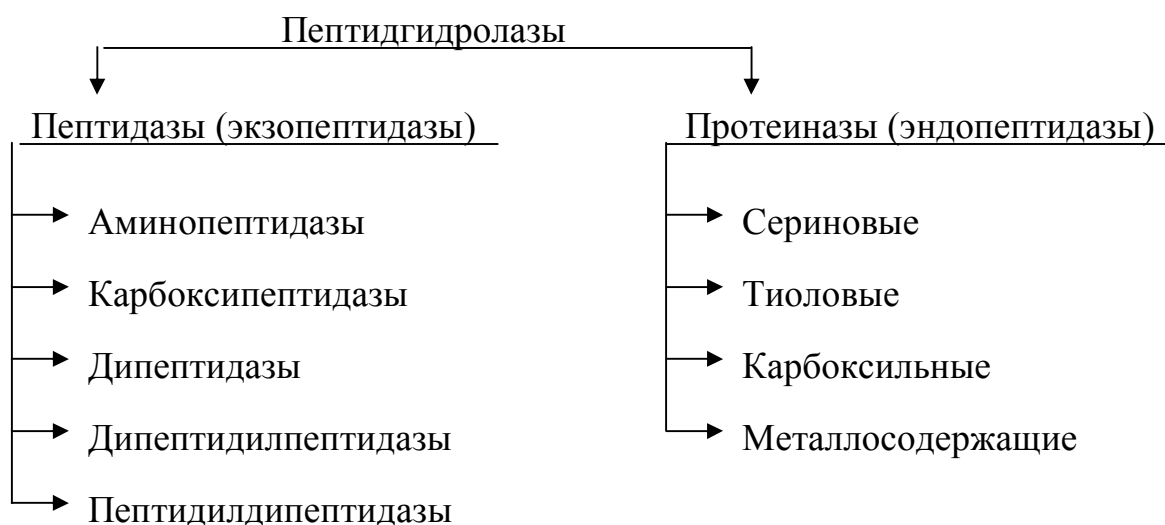 Пептидгидролазы
Пептидазы (экзопептидазы)
Аминопептидазы
Карбоксипептидазы
Дипептидазы
Дипептидилпептидазы
Пептидилдипептидазы
Протеиназы (эндопептидазы)
Сериновые
Тиоловые
Карбоксильные
Металлосодержащие